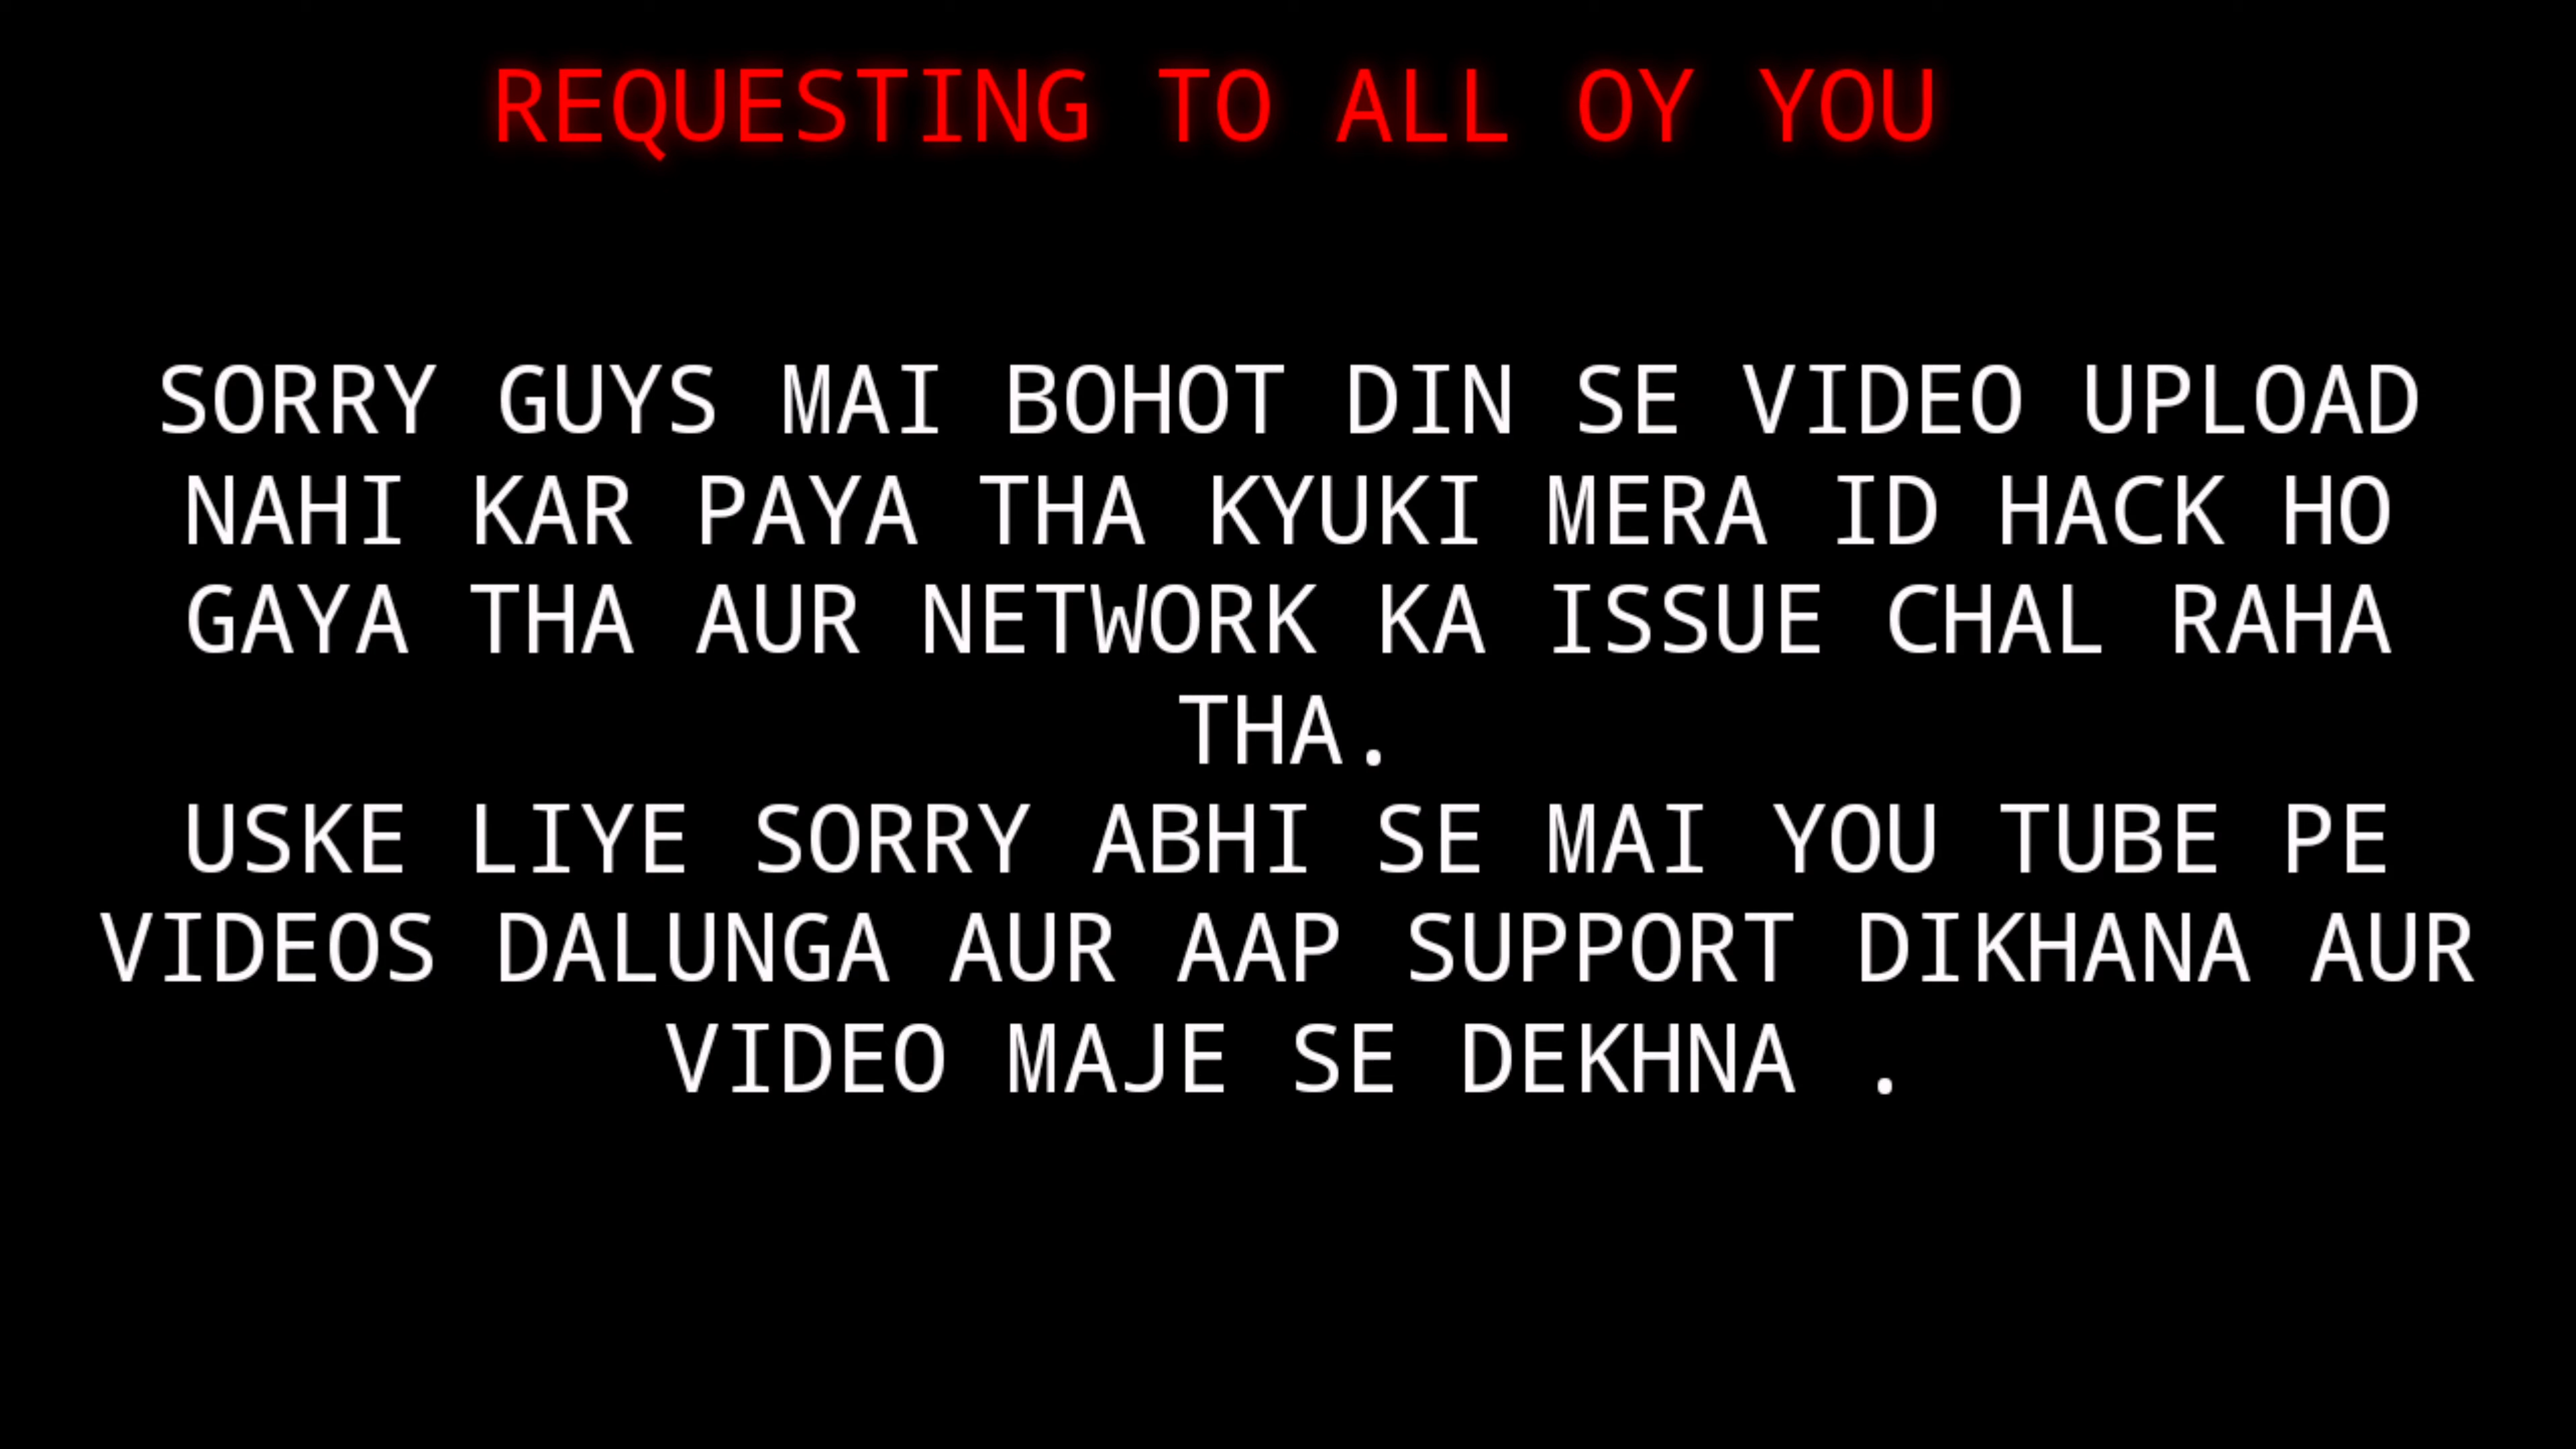 REQUESTING TO ALL OY YOU
SORRY GUYS MAI BOHOT DIN SE VIDEO UPLOAD
NAHI KAR PAYA THA KYUKI MERA ID HACK HO
GAYA THA AUR NETWORK KA ISSUE CHAL RAHA
THA.
USKE LIYE SORRY ABHI SE MAI YOU TUBE PE
VIDEOS DALUNGA AUR AAP SUPPORT DIKHANA AUR
VIDEO MAJE SE DEKHNA .